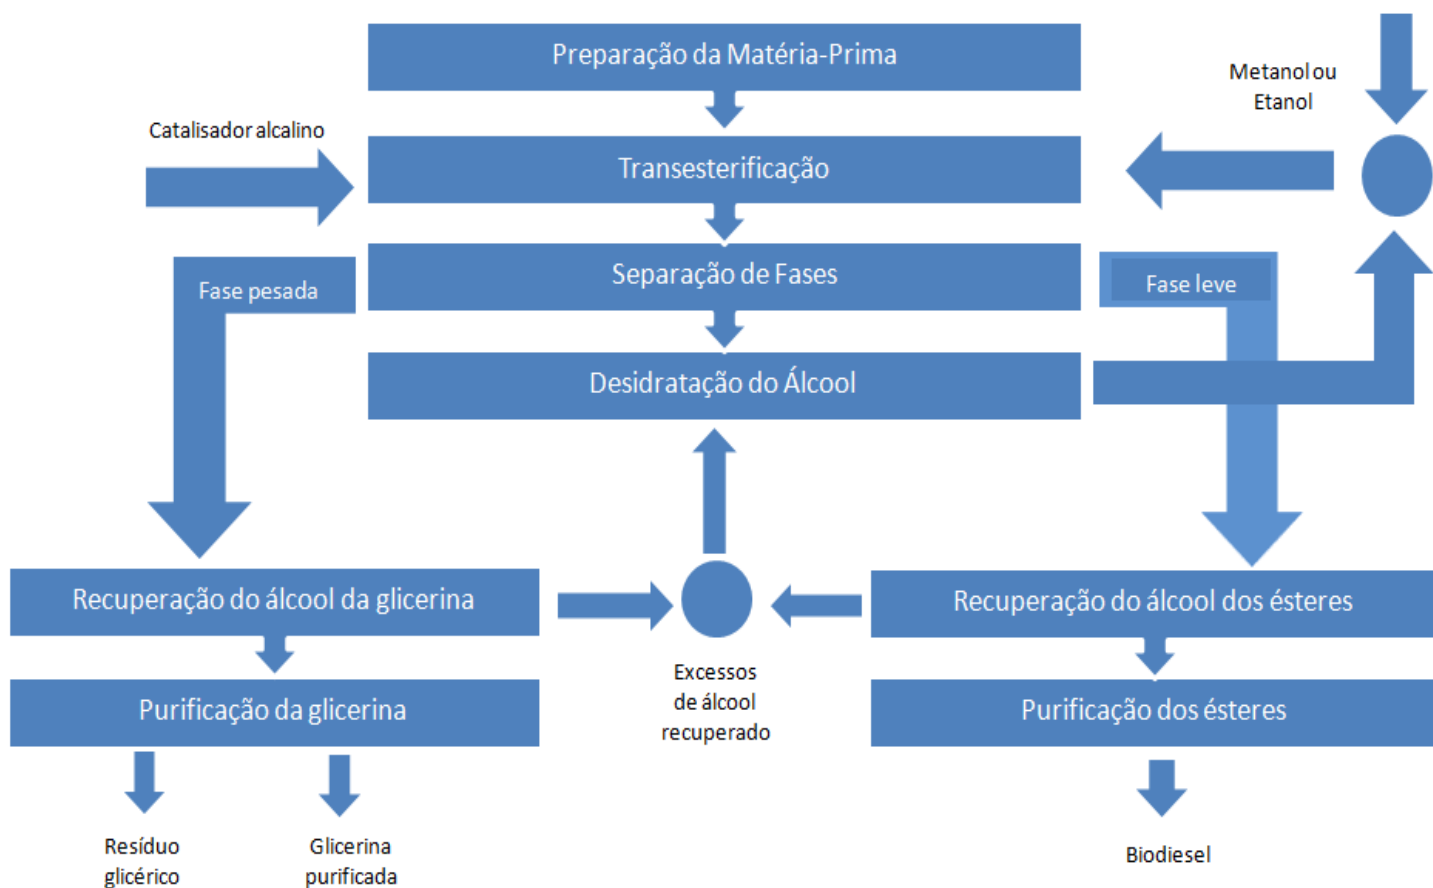 Preparação da Matéria-Prima
Metanol ou
Etanol
Catalisador alcalino
Transesterificação
Fase pesada
Separação de Fases
Fase leve
Desidratação do Álcool
Recuperação do álcool da glicerina
Recuperação do álcool dos ésteres
Excessos
de álcool
recuperado
Purificação da glicerina
Purificação dos ésteres
Resíduo
glicérico
Glicerina
purificada
Biodiesel